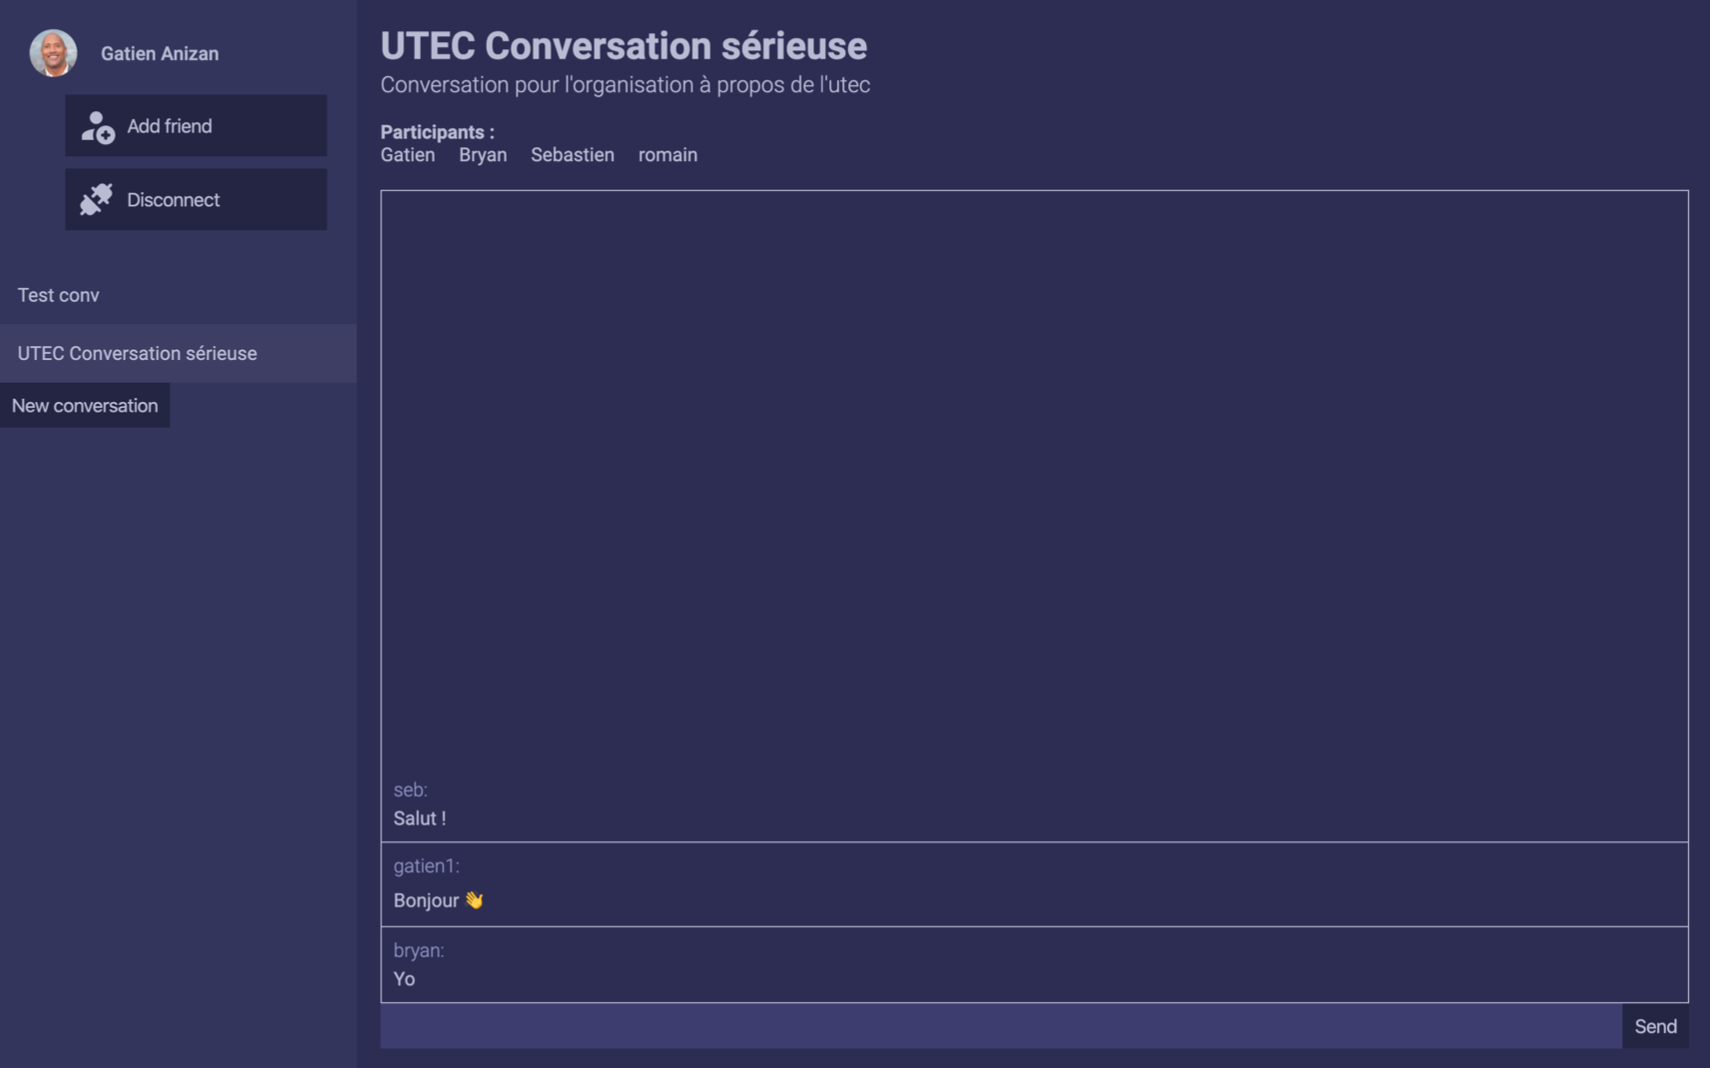 Gatien Anizan
Add friend
Disconnect
Test conv
UTEC Conversation sérieuse
New conversation
UTEC Conversation sérieuse
Conversation pour l'organisation à propos de l'utec
Participants :
Gatien Bryan Sebastien romain
seb:
Salut !
gatien1:
Bonjour 👋
bryan:
Yo
Send